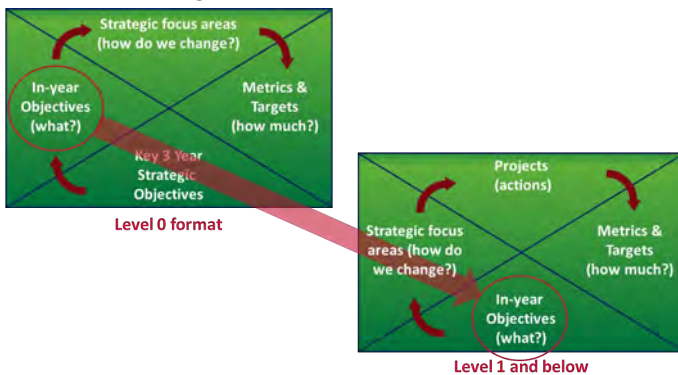 Strategic focus areas
(how do we change?)
In-year
Objectives
(what?)
Metrics &
Targets
(how much?)
Key 3 Year
Strategic
Objectives
Level 0 format
Projects
(actions)
Strategic focus
areas (how do
we change?)
Metrics &
Targets
(how much?)
In-year
Objectives
(what?)
Level 1 and below